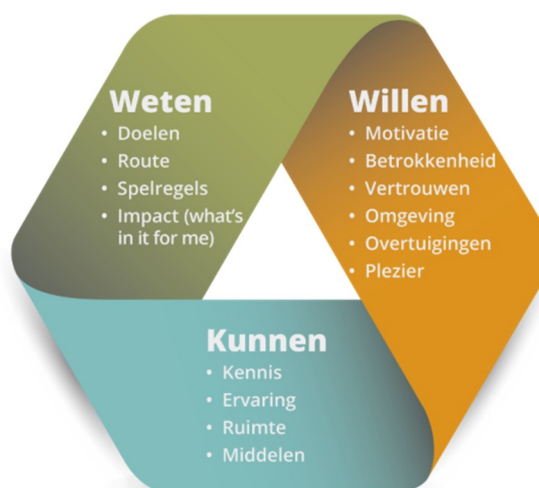 Weten
• Doelen
• Route
• Spelregels
• Impact (what's
in it for me)
Willen
• Motivatie
• Betrokkenheid
• Vertrouwen
• Omgeving
• Overtuigingen
• Plezier
Kunnen
• Kennis
• Ervaring
• Ruimte
• Middelen